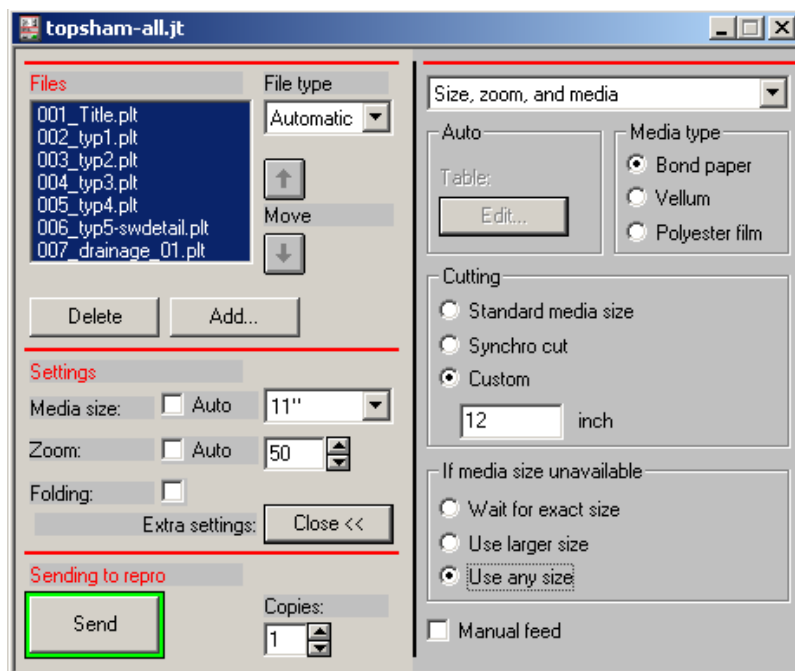 topsham-all.jt
Files
File type
001_Title.plt
002_typ1.plt
003_typ2.plt
004_typ3.plt
005_typ4.plt
006_typ5-swdetail.plt
007_drainage_01.plt
Automatic
Move
Delete
Add...
Settings
Media size:
Auto
11"
Zoom:
Auto
50
Folding:
Extra settings:
Close <<
Sending to repro
Send
Copies:
1
Size, zoom, and media
Auto
Table:
Edit...
Media type
Bond paper
Vellum
Polyester film
Cutting
Standard media size
Synchro cut
Custom
12 inch
If media size unavailable
Wait for exact size
Use larger size
Use any size
Manual feed